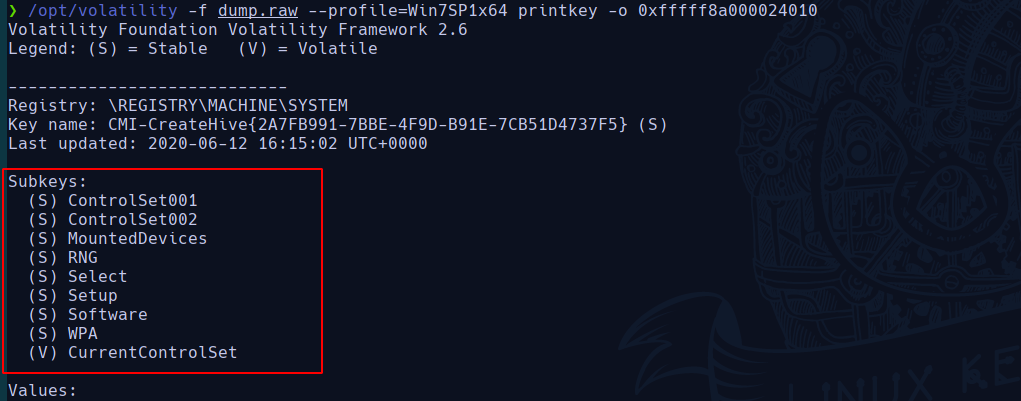 ❯ /opt/volatility -f dump.raw --profile=Win7SP1x64 printkey -o 0xfffff8a000024010
Volatility Foundation Volatility Framework 2.6
Legend: (S) = Stable   (V) = Volatile
----------------------------
Registry: \REGISTRY\MACHINE\SYSTEM
Key name: CMI-CreateHive{2A7FB991-7BBE-4F9D-B91E-7CB51D4737F5} (S)
Last updated: 2020-06-12 16:15:02 UTC+0000
Subkeys:
  (S) ControlSet001
  (S) ControlSet002
  (S) MountedDevices
  (S) RNG
  (S) Select
  (S) Setup
  (S) Software
  (S) WPA
  (V) CurrentControlSet
Values:
LINUX